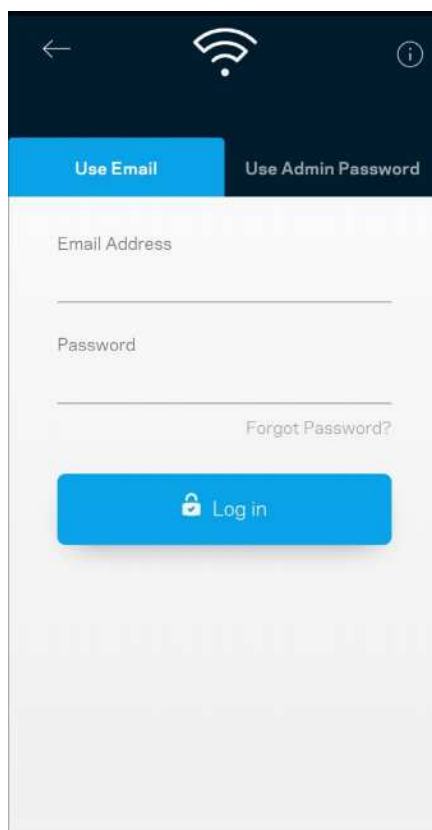 Use Email
Use Admin Password
Email Address
Password
Forgot Password?
Log in